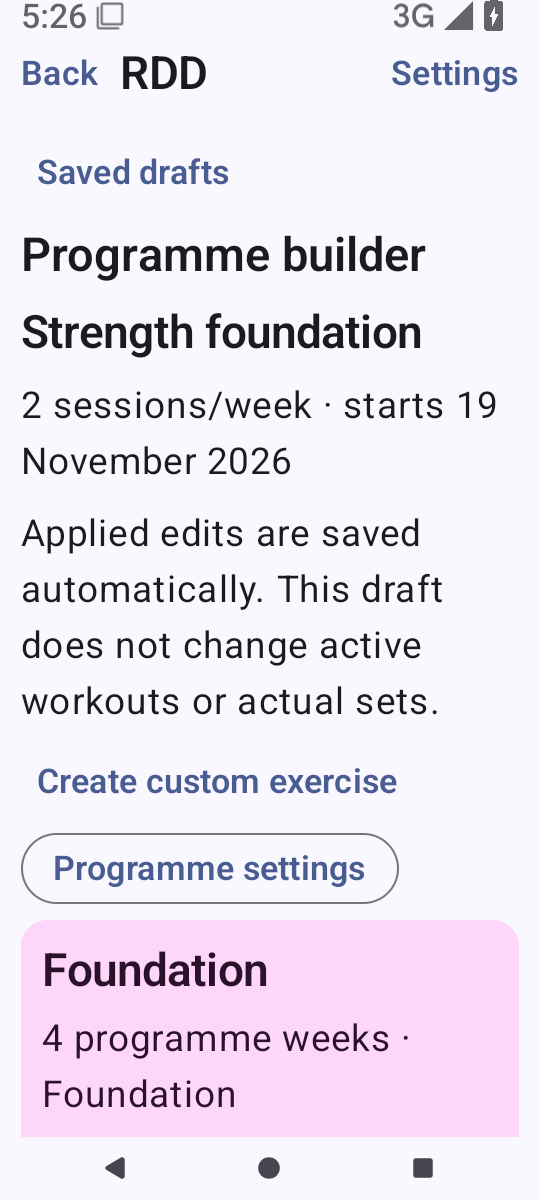 5:26 3G
Back RDD Settings
Saved drafts
Programme builder
Strength foundation
2 sessions/week · starts 19
November 2026
Applied edits are saved
automatically. This draft
does not change active
workouts or actual sets.
Create custom exercise
Programme settings
Foundation
4 programme weeks ·
Foundation